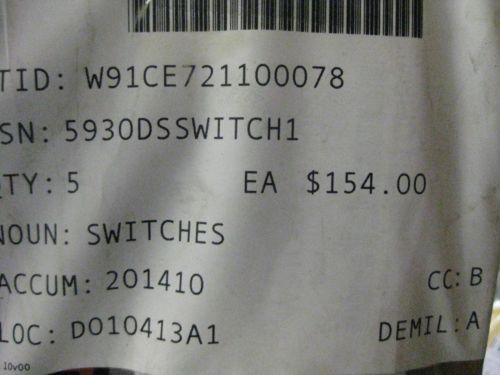 TID: W91CE721100078
SN: 5930DSSWITCH1
TY: 5 EA $154.00
NOUN: SWITCHES
ACCUM: 201410 CC: B
LOC: D010413A1 DEMIL: A
10v00